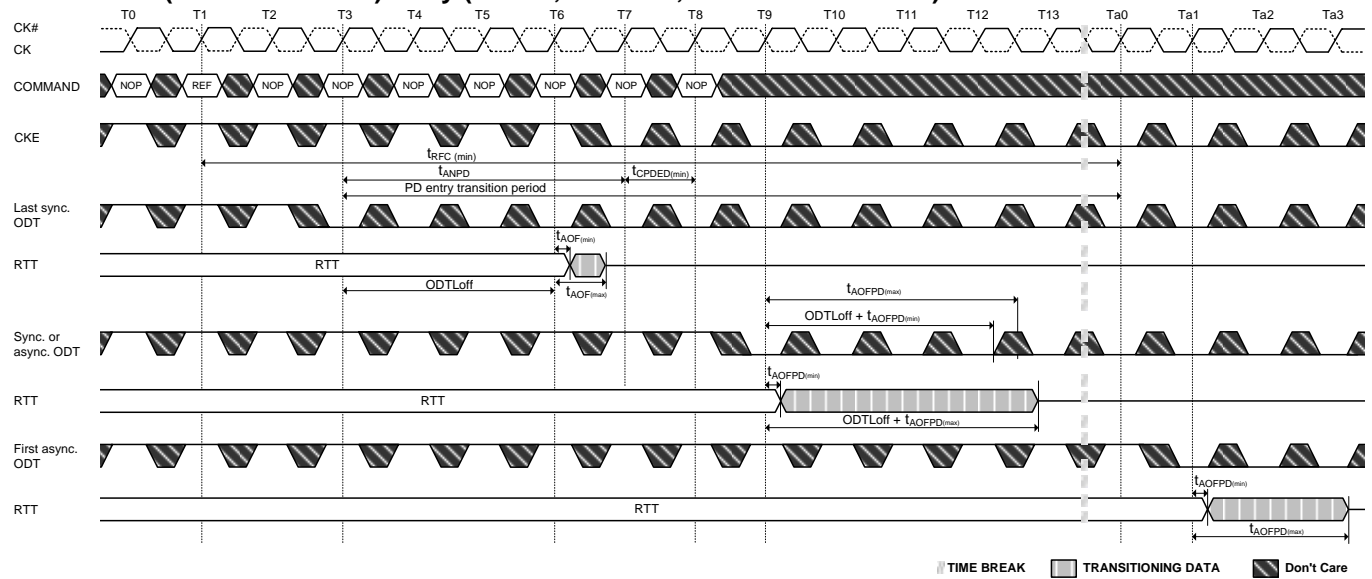 T0 T1 T2 T3 T4 T5 T6 T7 T8 T9 T10 T11 T12 T13 Ta0 Ta1 Ta2 Ta3
CK#
CK
COMMAND NOP REF NOP NOP NOP NOP NOP NOP NOP
CKE
tRFC (min)
tANPD tCPDED(min)
PD entry transition period
Last sync.
ODT
tAOF(min)
RTT RTT
ODTLoff tAOF(max)
tAOFPD(max)
ODTLoff + tAOFPD(min)
Sync. or
async. ODT
tAOFPD(min)
RTT RTT
ODTLoff + tAOFPD(max)
First async.
ODT
tAOFPD(min)
RTT RTT
tAOFPD(max)
TIME BREAK TRANSITIONING DATA Don't Care